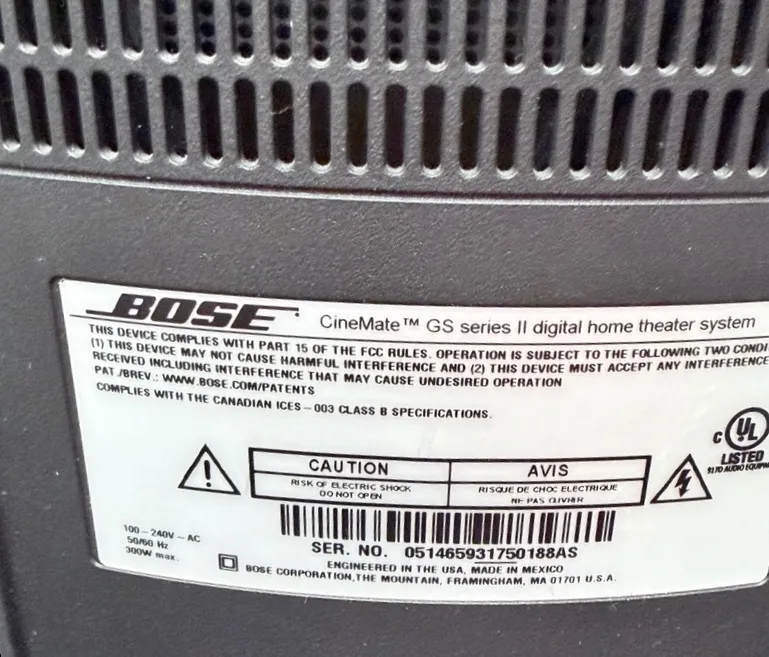 BOSE
CineMate™ GS series II digital home theater system
THIS DEVICE COMPLIES WITH PART 15 OF THE FCC RULES. OPERATION IS SUBJECT TO THE FOLLOWING TWO CONDI
(1) THIS DEVICE MAY NOT CAUSE HARMFUL INTERFERENCE AND (2) THIS DEVICE MUST ACCEPT ANY INTERFERENCE
RECEIVED INCLUDING INTERFERENCE THAT MAY CAUSE UNDESIRED OPERATION
PAT./BREV.: WWW.BOSE.COM/PATENTS
COMPLIES WITH THE CANADIAN ICES-003 CLASS B SPECIFICATIONS.
C UL
LISTED
917D AUDIO EQUIPM
CAUTION
RISK OF ELECTRIC SHOCK
DO NOT OPEN
AVIS
RISQUE DE CHOC ELECTRIQUE
NE PAS OUVRIR
100-240V-AC
50/60 Hz
300W max.
SER. NO. 051465931750188AS
ENGINEERED IN THE USA, MADE IN MEXICO
BOSE CORPORATION,THE MOUNTAIN, FRAMINGHAM, MA 01701 U.S.A.